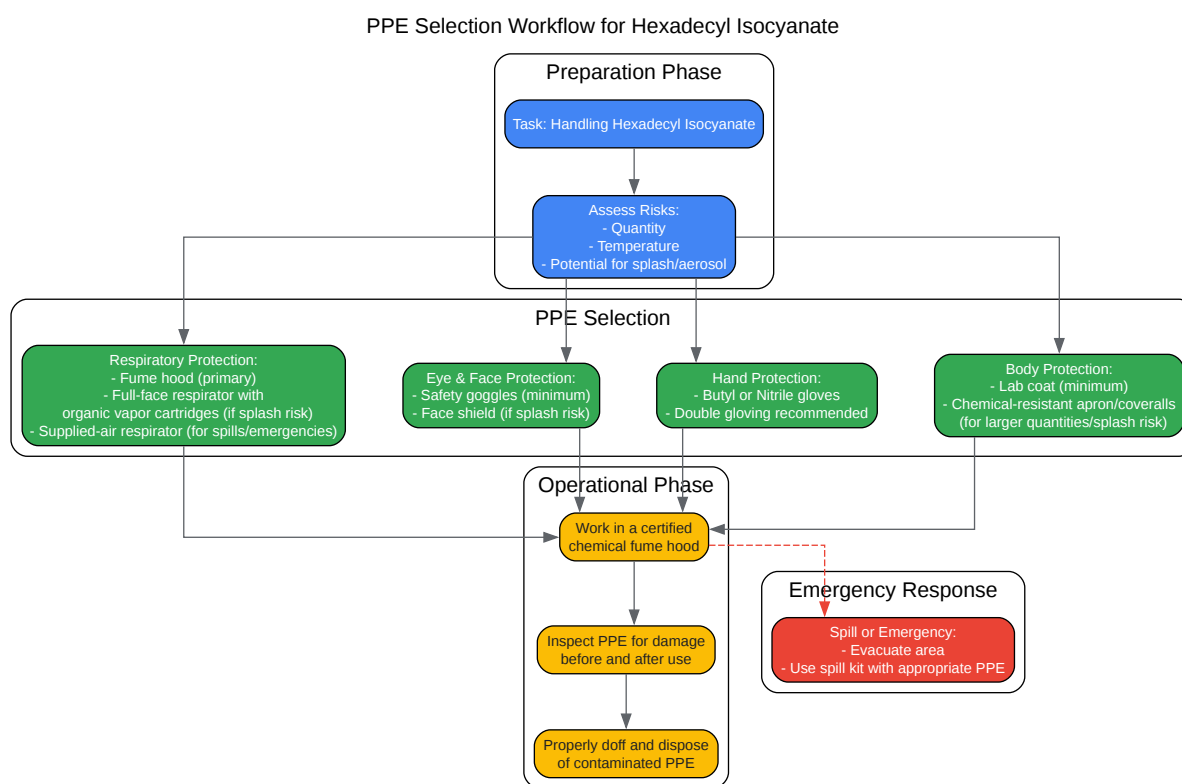 PPE Selection Workflow for Hexadecyl Isocyanate
Preparation Phase
Task: Handling Hexadecyl Isocyanate
Assess Risks:
- Quantity
- Temperature
- Potential for splash/aerosol
PPE Selection
Respiratory Protection:
- Fume hood (primary)
- Full-face respirator with
organic vapor cartridges (if splash risk)
- Supplied-air respirator (for spills/emergencies)
Eye & Face Protection:
- Safety goggles (minimum)
- Face shield (if splash risk)
Hand Protection:
- Butyl or Nitrile gloves
- Double gloving recommended
Body Protection:
- Lab coat (minimum)
- Chemical-resistant apron/coveralls
(for larger quantities/splash risk)
Operational Phase
Work in a certified
chemical fume hood
Inspect PPE for damage
before and after use
Properly doff and dispose
of contaminated PPE
Emergency Response
Spill or Emergency:
- Evacuate area
- Use spill kit with appropriate PPE